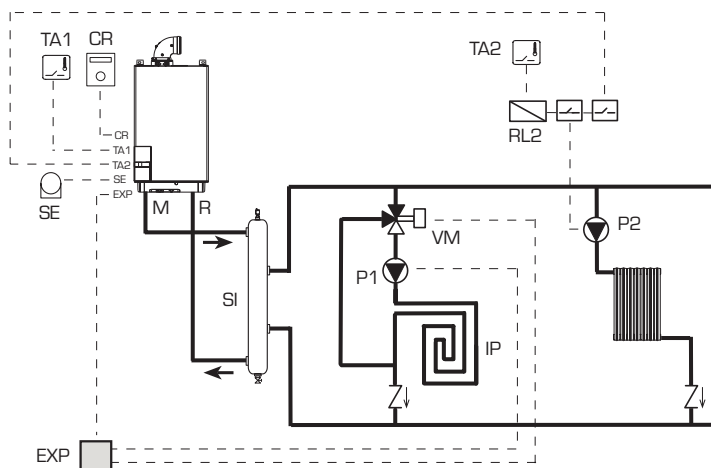 TA1 CR
TA2
RL2
CR
TA1
TA2
SE
EXP
SE
M R
VM
P2
P1
SI
IP
EXP